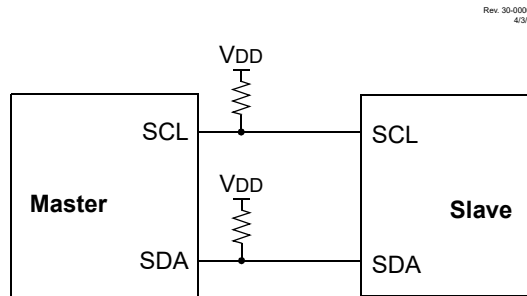 Rev. 30-000
4/3/
VDD
SCL
SCL
Master
VDD
Slave
SDA
SDA